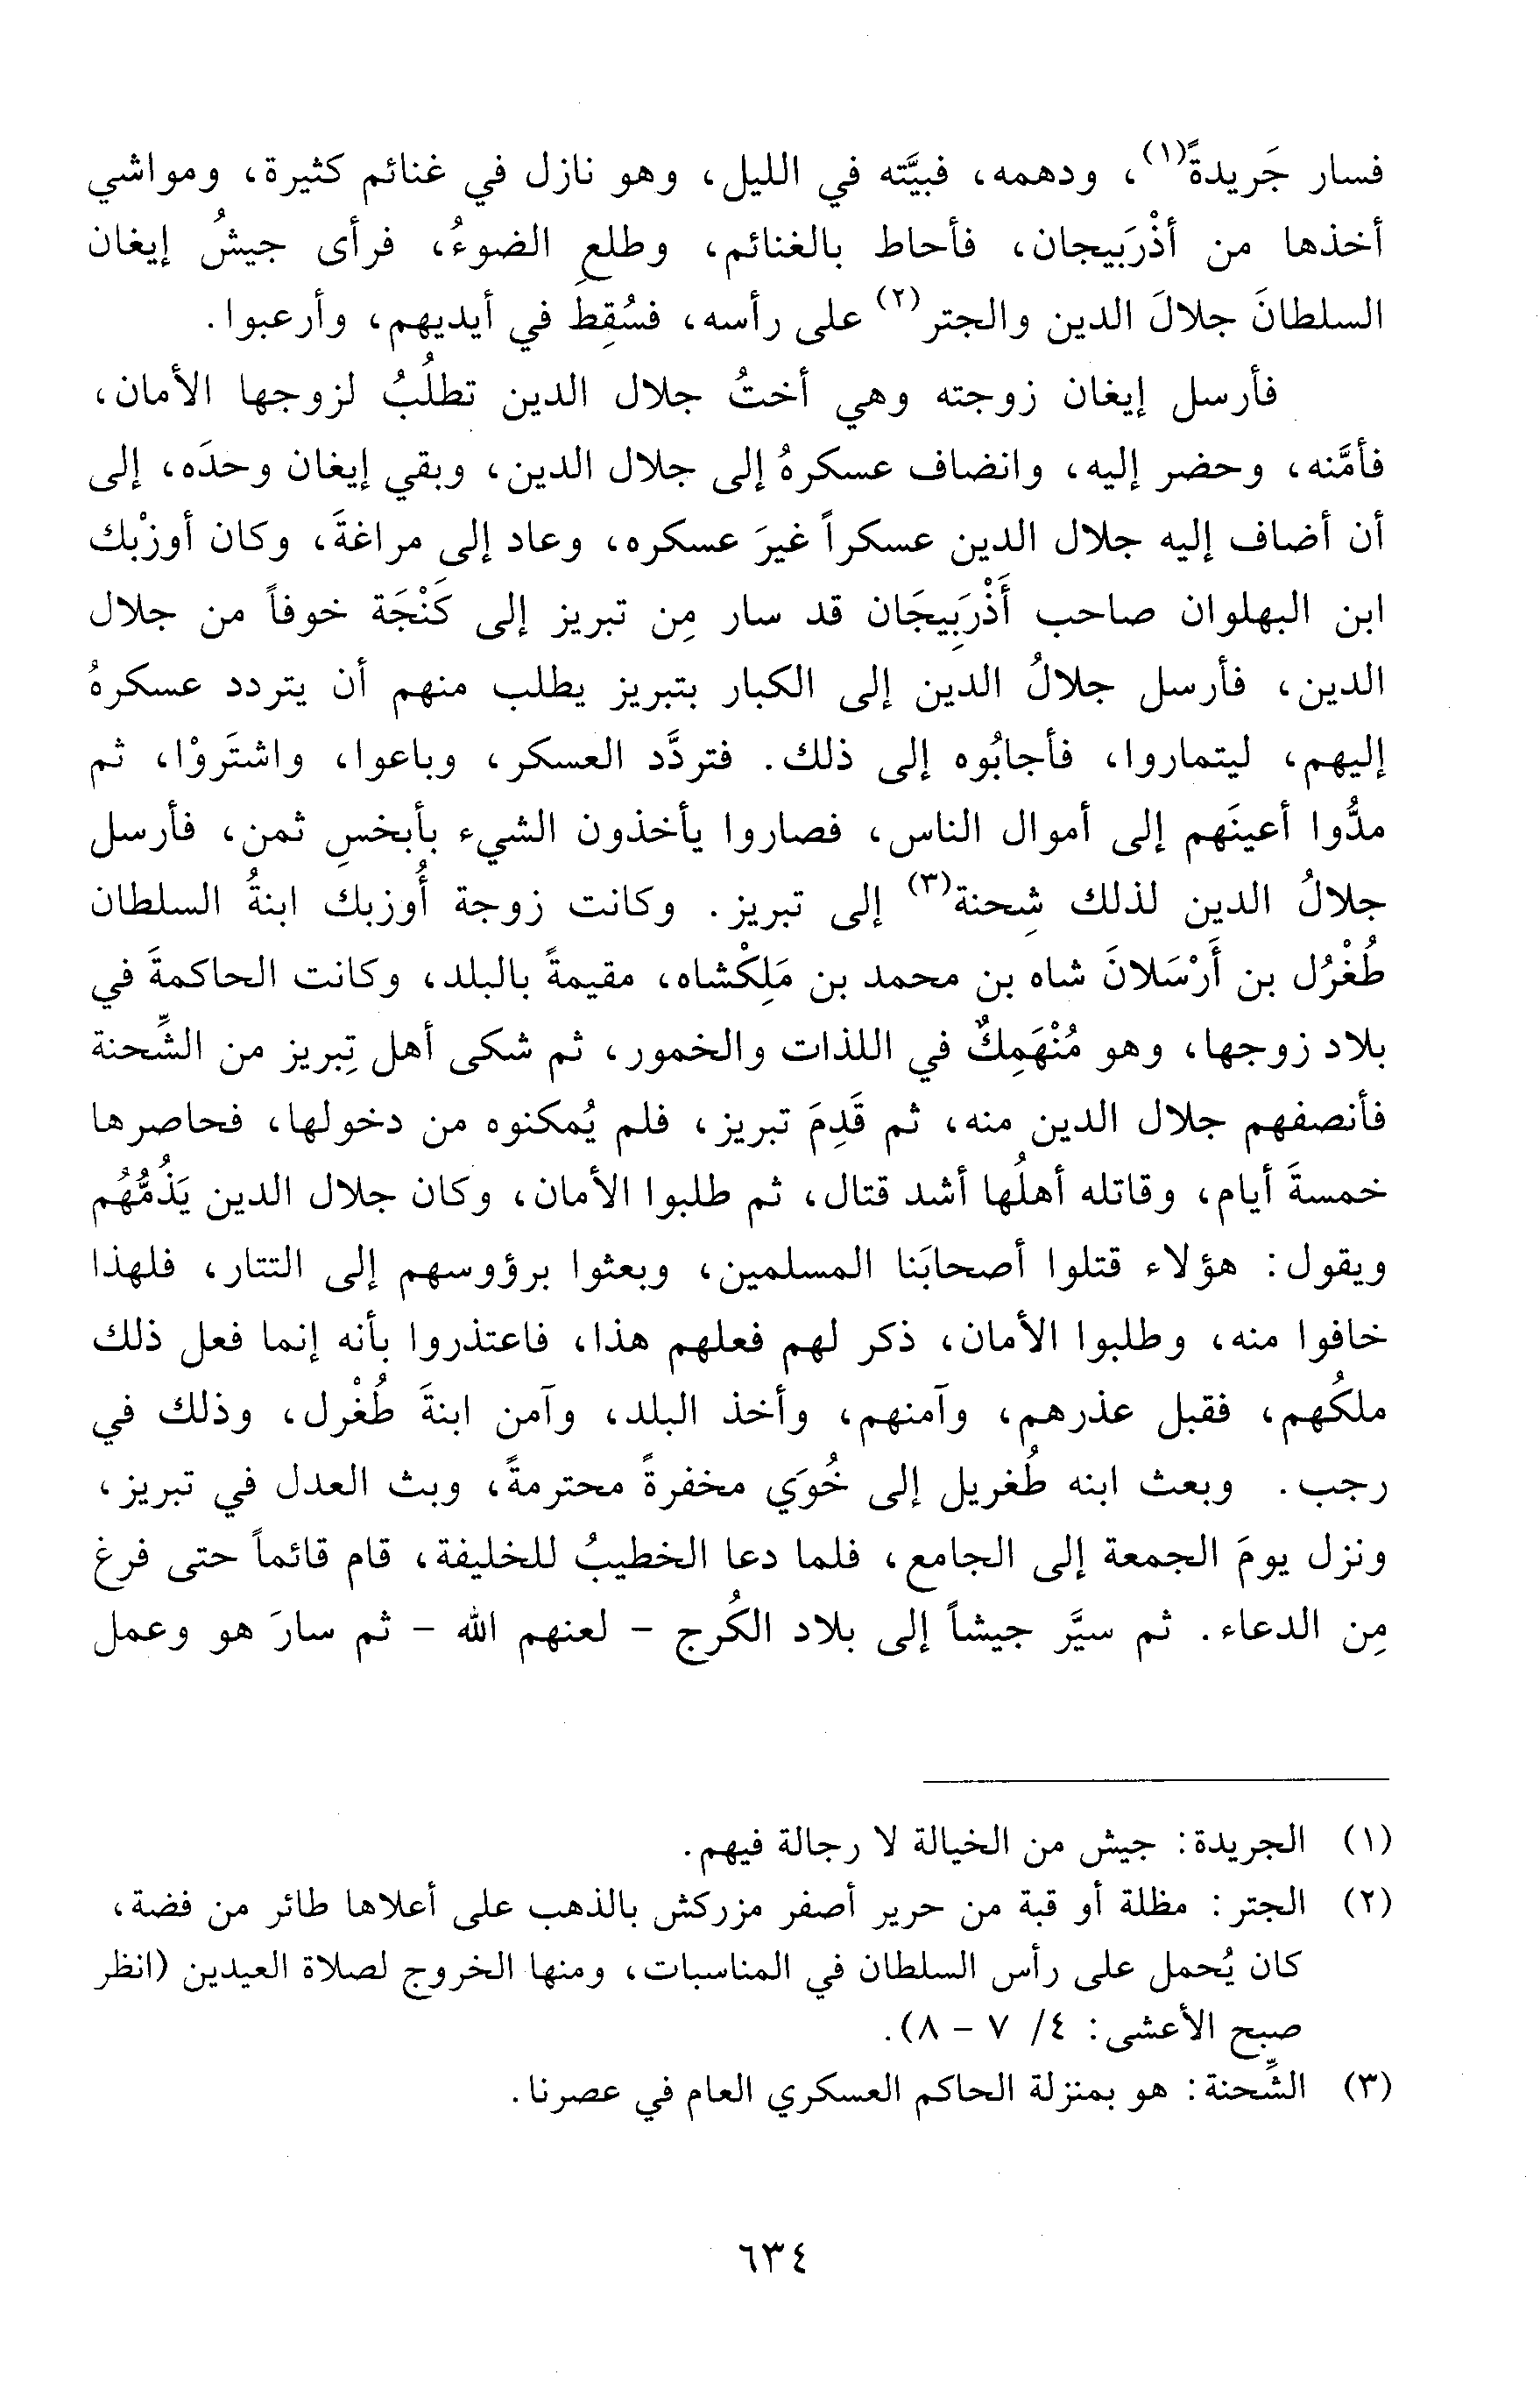 فسار جَريدةً(١)، ودهمه، فبيَّته في الليل، وهو نازل في غنائم كثيرة، ومواشي
أخذها من أذْرَبيجان، فأحاط بالغنائم، وطلع الضوءُ، فرأى جيشُ إيغان
السلطانَ جلالَ الدين والجتر(٢) على رأسه، فسُقِطَ في أيديهم، وأرعبوا.
فأرسل إيغان زوجته وهي أختُ جلال الدين تطلُبُ لزوجها الأمان،
فأمَّنه، وحضر إليه، وانضاف عسكرهُ إلى جلال الدين، وبقي إيغان وحدَه، إلى
أن أضاف إليه جلال الدين عسكراً غيرَ عسكره، وعاد إلى مراغةَ، وكان أوزْبك
ابن البهلوان صاحب أَذْرَبِيجَان قد سار مِن تبريز إلى كَنْجَة خوفاً من جلال
الدين، فأرسل جلالُ الدين إلى الكبار بتبريز يطلب منهم أن يتردد عسكرهُ
إليهم، ليتماروا، فأجابُوه إلى ذلك. فتردَّد العسكر، وباعوا، واشتَروْا، ثم
مدُّوا أعينَهم إلى أموال الناس، فصاروا يأخذون الشيء بأبخسِ ثمن، فأرسل
جلالُ الدين لذلك شِحنة(٣) إلى تبريز. وكانت زوجة أُوزبك ابنةُ السلطان
طُغْرُل بن أَرْسَلانَ شاه بن محمد بن مَلِكْشاه، مقيمةً بالبلد، وكانت الحاكمةَ في
بلاد زوجها، وهو مُنْهَمِكٌ في اللذات والخمور، ثم شكى أهل تِبريز من الشِّحنة
فأنصفهم جلال الدين منه، ثم قَدِمَ تبريز، فلم يُمكنوه من دخولها، فحاصرها
خمسةَ أيام، وقاتله أهلُها أشد قتال، ثم طلبوا الأمان، وكان جلال الدين يَذُمُّهُم
ويقول: هؤلاء قتلوا أصحابَنا المسلمين، وبعثوا برؤوسهم إلى التتار، فلهذا
خافوا منه، وطلبوا الأمان، ذكر لهم فعلهم هذا، فاعتذروا بأنه إنما فعل ذلك
ملكُهم، فقبل عذرهم، وآمنهم، وأخذ البلد، وآمن ابنةَ طُغْرل، وذلك في
رجب. وبعث ابنه طُغريل إلى خُوَي مخفرةً محترمةً، وبث العدل في تبريز،
ونزل يومَ الجمعة إلى الجامع، فلما دعا الخطيبُ للخليفة، قام قائماً حتى فرغ
مِن الدعاء. ثم سيَّر جيشاً إلى بلاد الكُرج - لعنهم الله - ثم سارَ هو وعمل
(١) الجريدة: جيش من الخيالة لا رجالة فيهم.
(٢) الجتر: مظلة أو قبة من حرير أصفر مزركش بالذهب على أعلاها طائر من فضة،
كان يُحمل على رأس السلطان في المناسبات، ومنها الخروج لصلاة العيدين (انظر
صبح الأعشى: ٤/ ٧ - ٨).
(٣) الشِّحنة: هو بمنزلة الحاكم العسكري العام في عصرنا.
٦٣٤